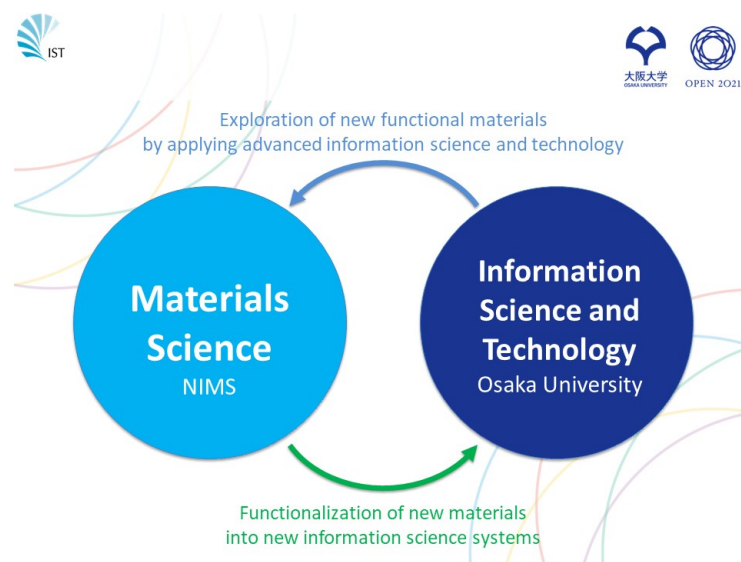 IST
大阪大学
OSAKA UNIVERSITY
OPEN 2021
Exploration of new functional materials
by applying advanced information science and technology
Materials
Science
NIMS
Information
Science and
Technology
Osaka University
Functionalization of new materials
into new information science systems